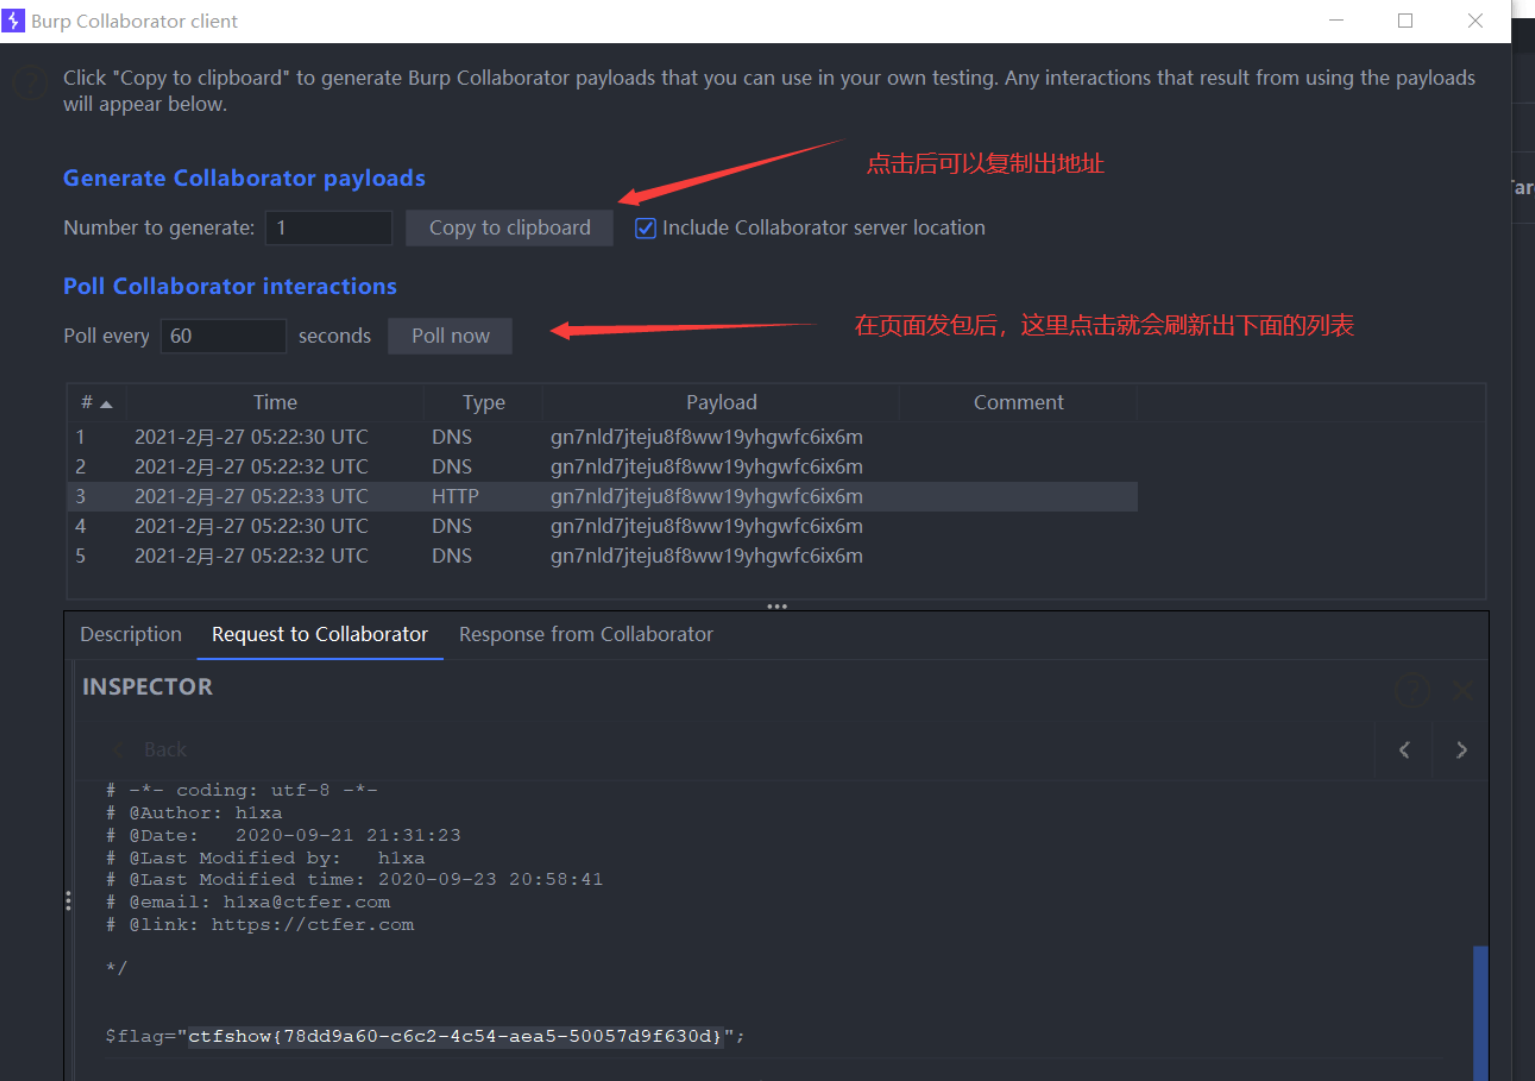 Burp Collaborator client
Click "Copy to clipboard" to generate Burp Collaborator payloads that you can use in your own testing. Any interactions that result from using the payloads
will appear below.
点击后可以复制出地址
Generate Collaborator payloads
Number to generate: 1 Copy to clipboard Include Collaborator server location
Poll Collaborator interactions
Poll every 60 seconds Poll now 在页面发包后，这里点击就会刷新出下面的列表
# Time Type Payload Comment
1 2021-2月-27 05:22:30 UTC DNS gn7nld7jteju8f8ww19yhgwfc6ix6m
2 2021-2月-27 05:22:32 UTC DNS gn7nld7jteju8f8ww19yhgwfc6ix6m
3 2021-2月-27 05:22:33 UTC HTTP gn7nld7jteju8f8ww19yhgwfc6ix6m
4 2021-2月-27 05:22:30 UTC DNS gn7nld7jteju8f8ww19yhgwfc6ix6m
5 2021-2月-27 05:22:32 UTC DNS gn7nld7jteju8f8ww19yhgwfc6ix6m
Description Request to Collaborator Response from Collaborator
INSPECTOR
Back
# -*- coding: utf-8 -*-
# @Author: h1xa
# @Date:   2020-09-21 21:31:23
# @Last Modified by:   h1xa
# @Last Modified time: 2020-09-23 20:58:41
# @email: h1xa@ctfer.com
# @link: https://ctfer.com
*/
$flag="ctfshow{78dd9a60-c6c2-4c54-aea5-50057d9f630d}";